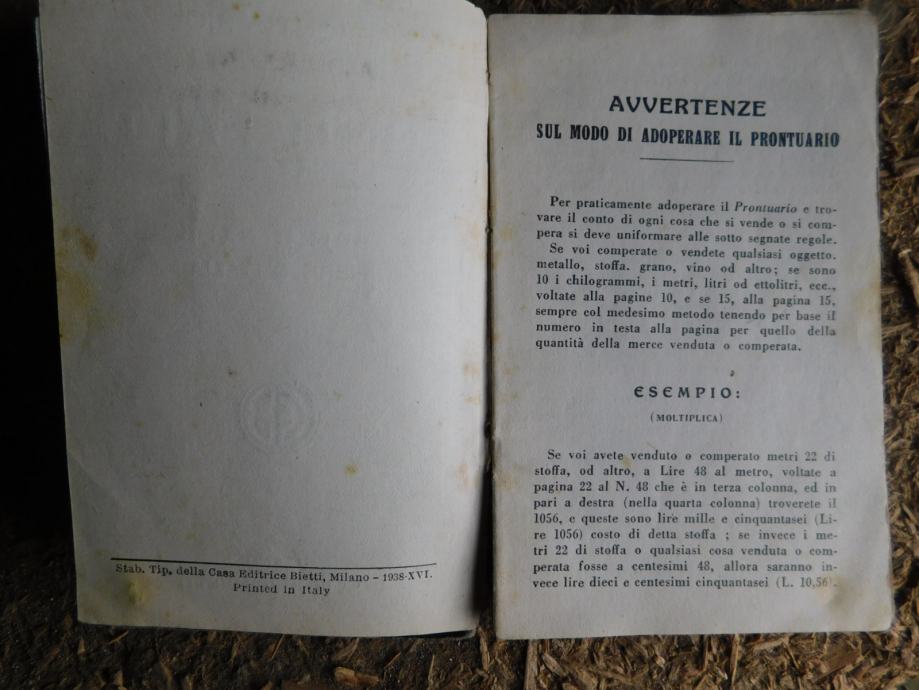 Stab. Tip. della Casa Editrice Bietti, Milano - 1938-XVI.
Printed in Italy
AVVERTENZE
SUL MODO DI ADOPERARE IL PRONTUARIO
Per praticamente adoperare il Prontuario e tro-
vare il conto di ogni cosa che si vende o si com-
pera si deve uniformare alle sotto segnate regole.
Se voi comperate o vendete qualsiasi oggetto.
metallo, stoffa. grano, vino od altro; se sono
10 i chilogrammi, i metri, litri od ettolitri, ecc.,
voltate alla pagine 10, e se 15, alla pagina 15,
sempre col medesimo metodo tenendo per base il
numero in testa alla pagina per quello della
quantità della merce venduta o comperata.
ESEMPIO:
(MOLTIPLICA)
Se voi avete venduto o comperato metri 22 di
stoffa, od altro, a Lire 48 al metro, voltate a
pagina 22 al N. 48 che è in terza colonna, ed in
pari a destra (nella quarta colonna) troverete il
1056, e queste sono lire mille e cinquantasei (Li-
re 1056) costo di detta stoffa ; se invece i me-
tri 22 di stoffa o qualsiasi cosa venduta o com-
perata fosse a centesimi 48, allora saranno in-
vece lire dieci e centesimi cinquantasei (L. 10,56).